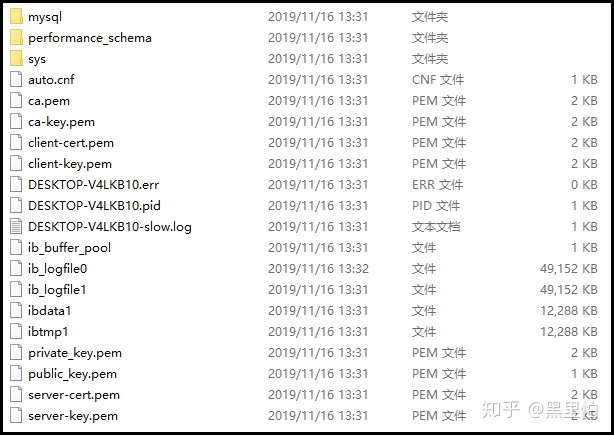 mysql 2019/11/16 13:31 文件夹
performance_schema 2019/11/16 13:31 文件夹
sys 2019/11/16 13:31 文件夹
auto.cnf 2019/11/16 13:31 CNF 文件 1 KB
ca.pem 2019/11/16 13:31 PEM 文件 2 KB
ca-key.pem 2019/11/16 13:31 PEM 文件 2 KB
client-cert.pem 2019/11/16 13:31 PEM 文件 2 KB
client-key.pem 2019/11/16 13:31 PEM 文件 2 KB
DESKTOP-V4LKB10.err 2019/11/16 13:31 ERR 文件 0 KB
DESKTOP-V4LKB10.pid 2019/11/16 13:31 PID 文件 1 KB
DESKTOP-V4LKB10-slow.log 2019/11/16 13:31 文本文档 1 KB
ib_buffer_pool 2019/11/16 13:31 文件 1 KB
ib_logfile0 2019/11/16 13:32 文件 49,152 KB
ib_logfile1 2019/11/16 13:31 文件 49,152 KB
ibdata1 2019/11/16 13:31 文件 12,288 KB
ibtmp1 2019/11/16 13:31 文件 12,288 KB
private_key.pem 2019/11/16 13:31 PEM 文件 2 KB
public_key.pem 2019/11/16 13:31 PEM 文件 1 KB
server-cert.pem 2019/11/16 13:31 PEM 文件 2 KB
server-key.pem 2019/11/16 13:31 PEM 文件 2 KB
知乎 @黑里怕